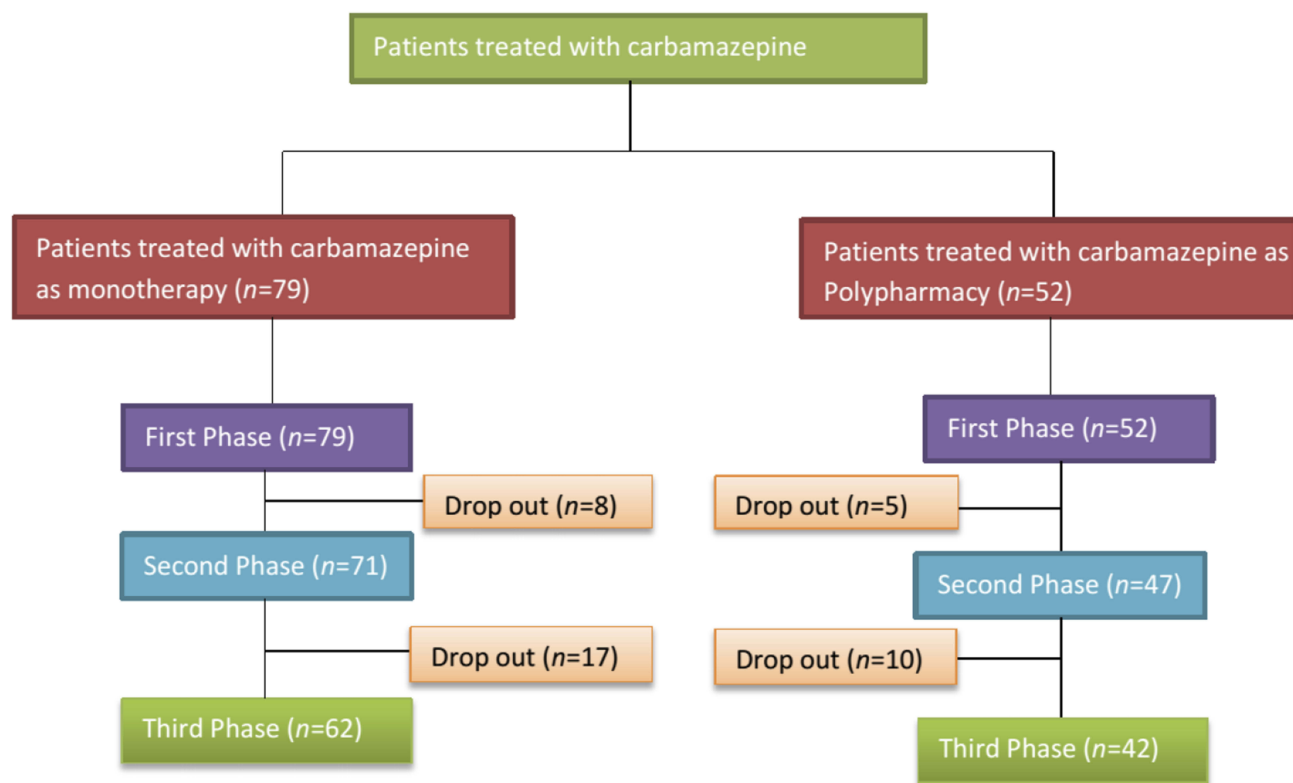 Patients treated with carbamazepine
Patients treated with carbamazepine
as monotherapy (n=79)
Patients treated with carbamazepine as
Polypharmacy (n=52)
First Phase (n=79)
First Phase (n=52)
Drop out (n=8)
Drop out (n=5)
Second Phase (n=71)
Second Phase (n=47)
Drop out (n=17)
Drop out (n=10)
Third Phase (n=62)
Third Phase (n=42)